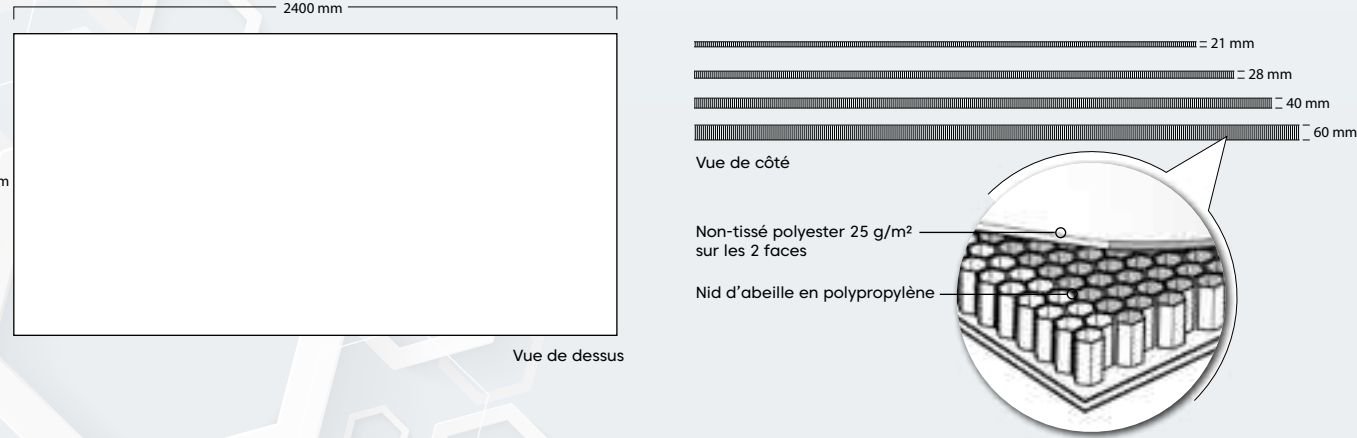 2400 mm
21 mm
28 mm
40 mm
60 mm
Vue de côté
Non-tissé polyester 25 g/m²
sur les 2 faces
Nid d'abeille en polypropylène
Vue de dessus